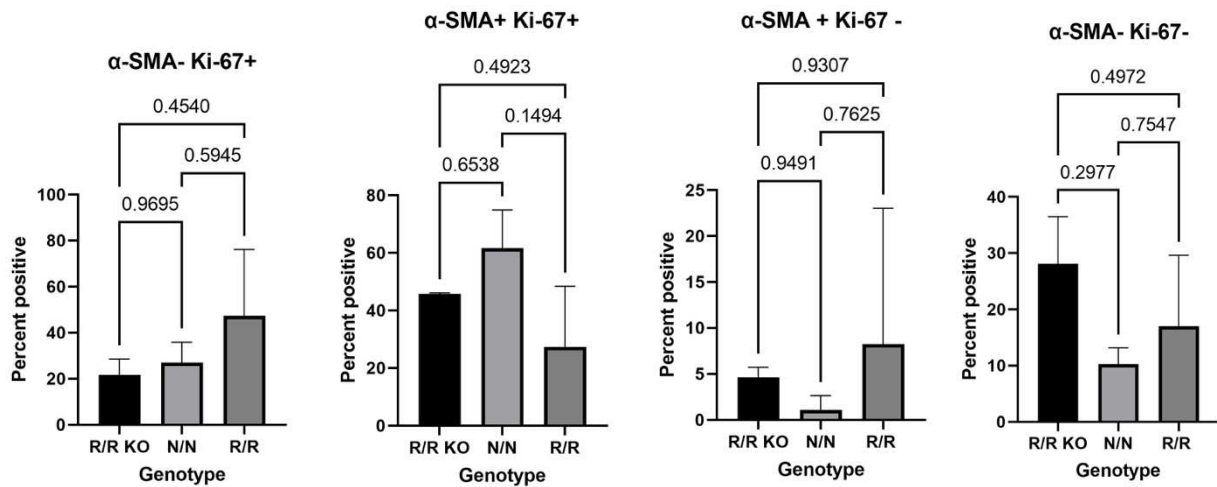 α-SMA- Ki-67+
0.4540
0.5945
0.9695
100
80
60
40
20
0
Percent positive
R/R KO N/N R/R
Genotype
α-SMA+ Ki-67+
0.4923
0.1494
0.6538
80
60
40
20
0
Percent positive
R/R KO N/N R/R
Genotype
α-SMA + Ki-67 -
0.9307
0.7625
0.9491
25
20
15
10
5
0
Percent positive
R/R KO N/N R/R
Genotype
α-SMA- Ki-67-
0.4972
0.7547
0.2977
40
30
20
10
0
Percent positive
R/R KO N/N R/R
Genotype